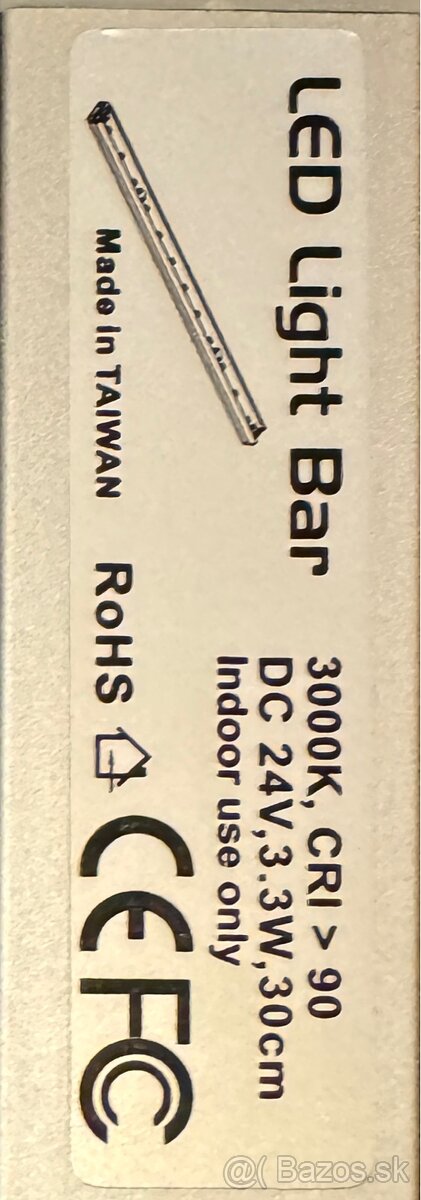 LED Light Bar
3000K, CRI > 90
DC 24V,3.3W,30cm
Indoor use only
Made in TAIWAN RoHS CE FC
@( Bazos.sk